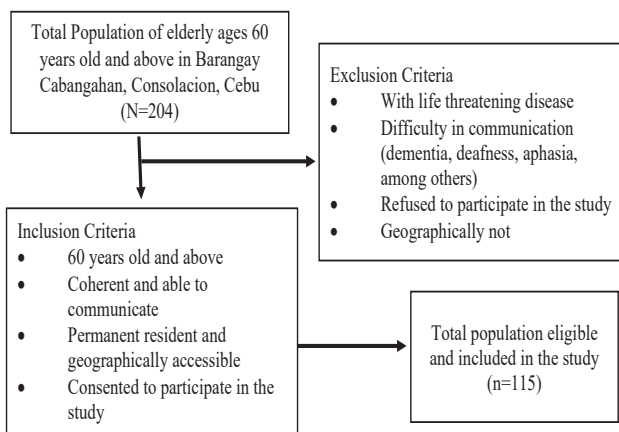 Total Population of elderly ages 60
years old and above in Barangay
Cabangahan, Consolacion, Cebu
(N=204)
Exclusion Criteria
• With life threatening disease
• Difficulty in communication
(dementia, deafness, aphasia,
among others)
• Refused to participate in the study
• Geographically not
Inclusion Criteria
• 60 years old and above
• Coherent and able to
communicate
• Permanent resident and
geographically accessible
• Consented to participate in the
study
Total population eligible
and included in the study
(n=115)